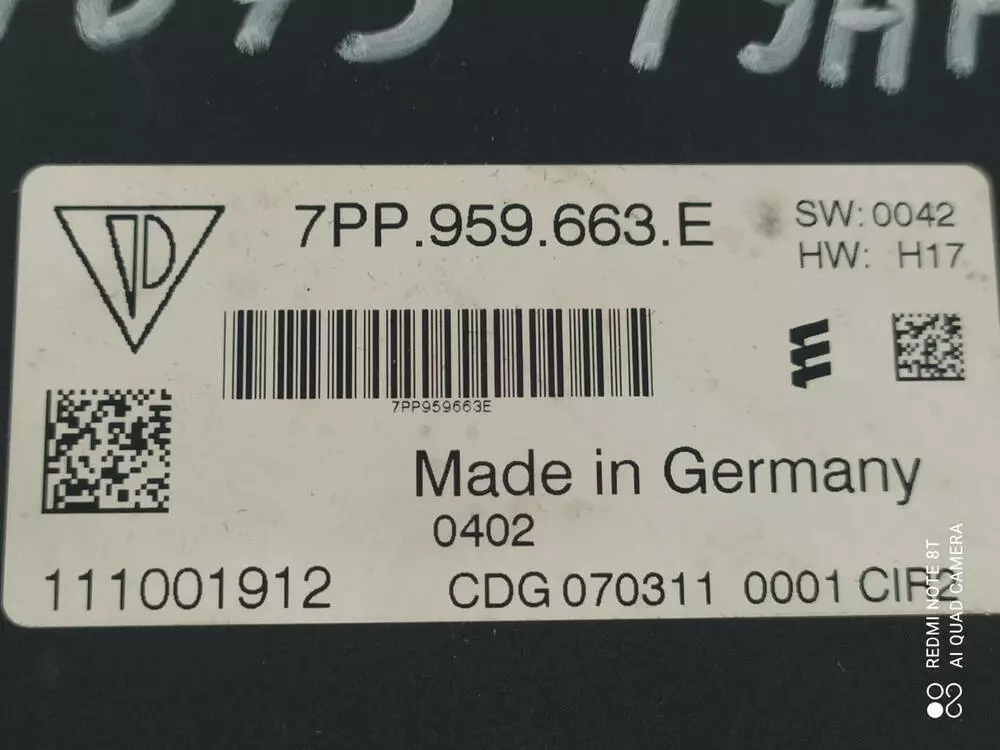 7PP.959.663.E
SW:0042
HW: H17
7PP959663E
Made in Germany
0402
111001912
CDG 070311 0001 CIR2
REDMI NOTE 8T
AI QUAD CAMERA